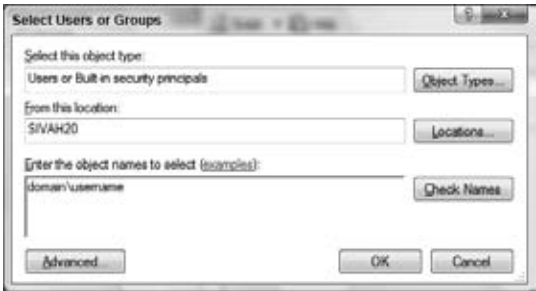 Select Users or Groups
Select this object type:
Users or Built in security principals
Object Types...
From this location:
SIVAH20
Locations...
Enter the object names to select (examples):
domain\username
Check Names
Advanced...
OK
Cancel